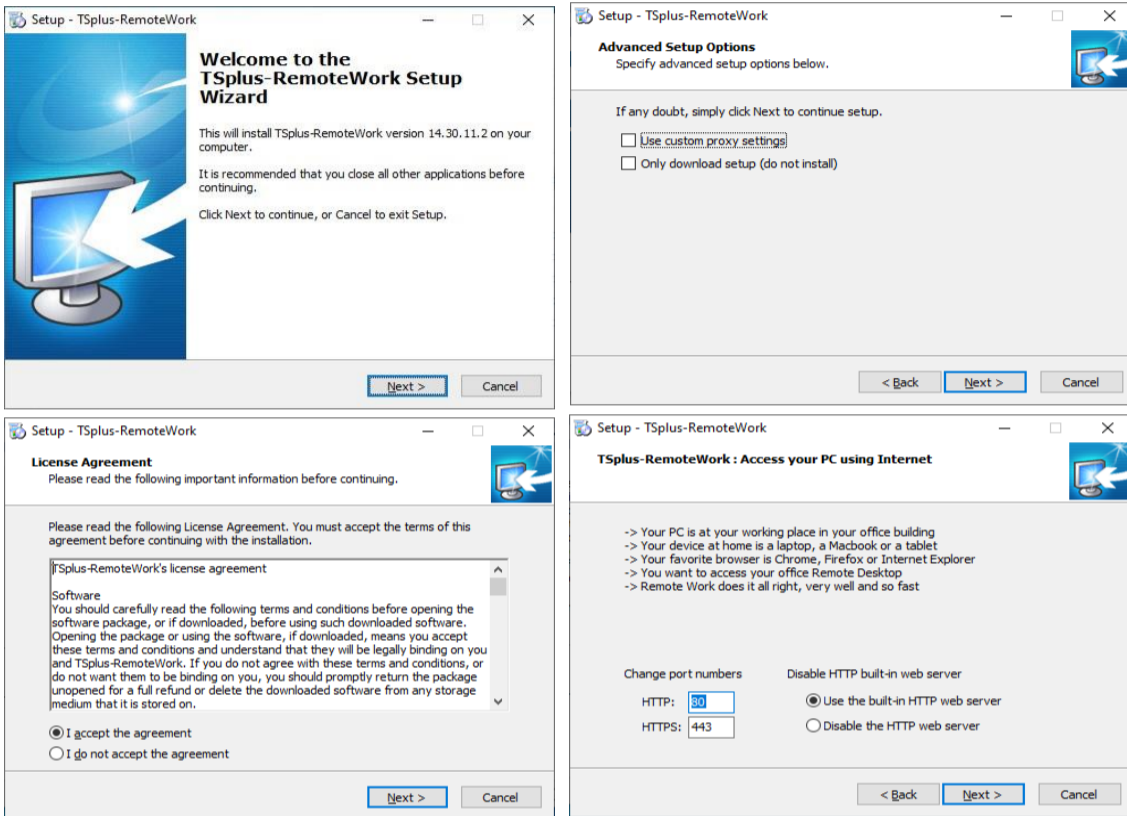 Setup - TSplus-RemoteWork
Welcome to the
TSplus-RemoteWork Setup
Wizard
This will install TSplus-RemoteWork version 14.30.11.2 on your
computer.
It is recommended that you close all other applications before
continuing.
Click Next to continue, or Cancel to exit Setup.
Next >
Cancel
Setup - TSplus-RemoteWork
Advanced Setup Options
Specify advanced setup options below.
If any doubt, simply click Next to continue setup.
Use custom proxy settings
Only download setup (do not install)
< Back
Next >
Cancel
Setup - TSplus-RemoteWork
License Agreement
Please read the following important information before continuing.
Please read the following License Agreement. You must accept the terms of this
agreement before continuing with the installation.
TSplus-RemoteWork's license agreement
Software
You should carefully read the following terms and conditions before opening the
software package, or if downloaded, before using such downloaded software.
Opening the package or using the software, if downloaded, means you accept
these terms and conditions and understand that they will be legally binding on you
and TSplus-RemoteWork. If you do not agree with these terms and conditions, or
do not want them to be binding on you, you should promptly return the package
unopened for a full refund or delete the downloaded software from any storage
medium that it is stored on.
I accept the agreement
I do not accept the agreement
Next >
Cancel
Setup - TSplus-RemoteWork
TSplus-RemoteWork : Access your PC using Internet
-> Your PC is at your working place in your office building
-> Your device at home is a laptop, a Macbook or a tablet
-> Your favorite browser is Chrome, Firefox or Internet Explorer
-> You want to access your office Remote Desktop
-> Remote Work does it all right, very well and so fast
Change port numbers
Disable HTTP built-in web server
HTTP: 80
Use the built-in HTTP web server
HTTPS: 443
Disable the HTTP web server
< Back
Next >
Cancel